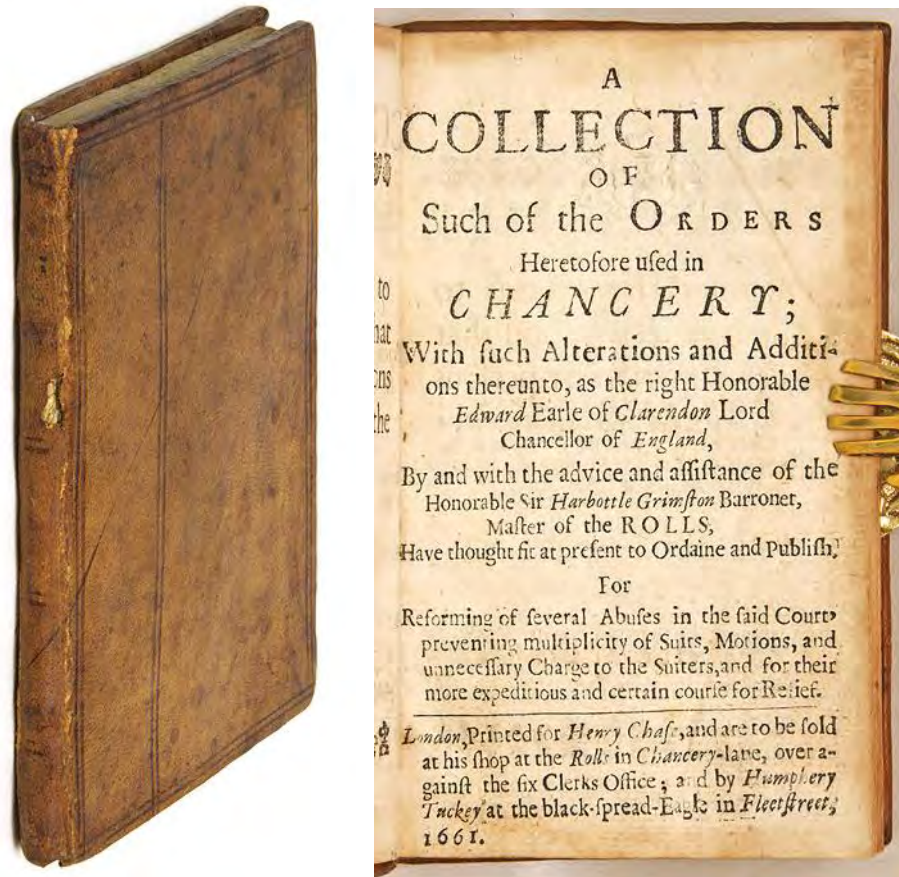 A
COLLECTION
OF
Such of the ORDERS
Heretofore uſed in
CHANCERY;
With ſuch Alterations and Additi-
ons thereunto, as the right Honorable
Edward Earle of Clarendon Lord
Chancellor of England,
By and with the advice and aſſiſtance of the
Honorable Sir Harbottle Grimſton Barronet,
Maſter of the ROLLS,
Have thought fit at preſent to Ordaine and Publiſh,
For
Reforming of ſeveral Abuſes in the ſaid Court,
preventing multiplicity of Suits, Motions, and
unneceſſary Charge to the Suiters, and for their
more expeditious and certain courſe for Relief.
London, Printed for Henry Chaſe, and are to be ſold
at his ſhop at the Rolls in Chancery-lane, over a-
gainſt the ſix Clerks Office; and by Humphery
Tuckey at the black-ſpread-Eagle in Fleetſtreet,
1661.
to
hat
ons
the